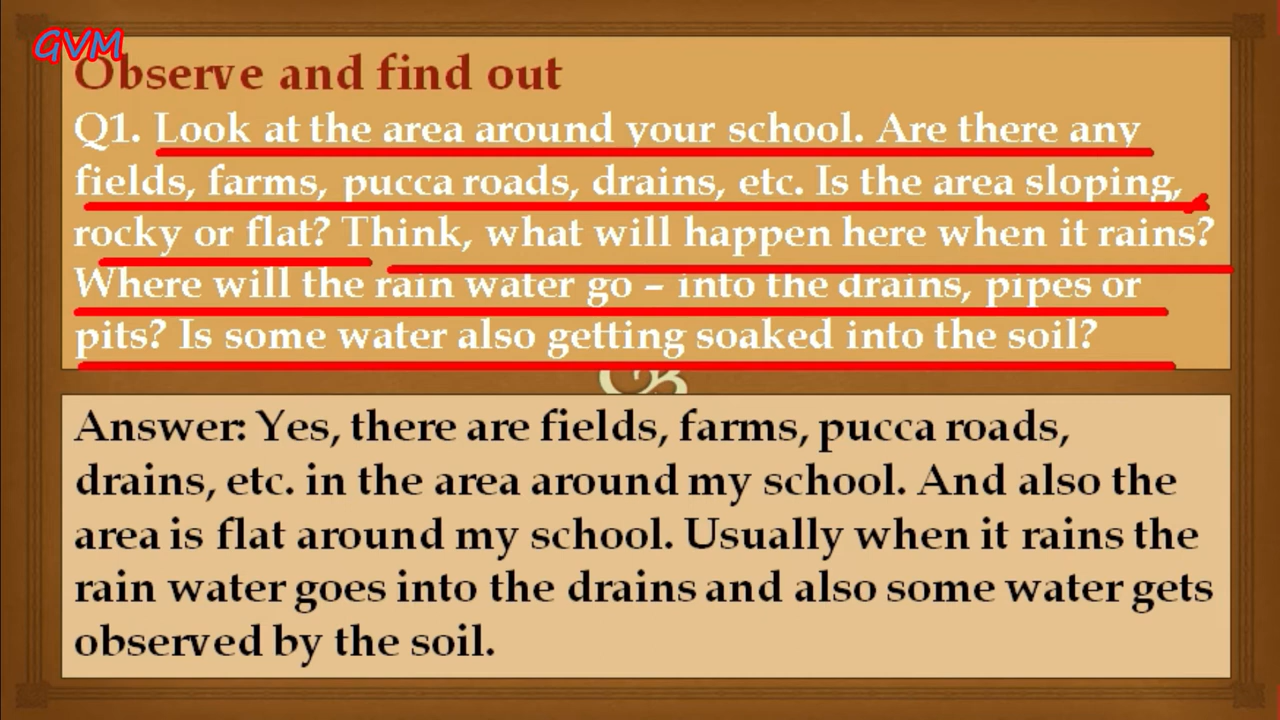 GVM
Observe and find out
Q1. Look at the area around your school. Are there any
fields, farms, pucca roads, drains, etc. Is the area sloping,
rocky or flat? Think, what will happen here when it rains?
Where will the rain water go – into the drains, pipes or
pits? Is some water also getting soaked into the soil?
Answer: Yes, there are fields, farms, pucca roads,
drains, etc. in the area around my school. And also the
area is flat around my school. Usually when it rains the
rain water goes into the drains and also some water gets
observed by the soil.